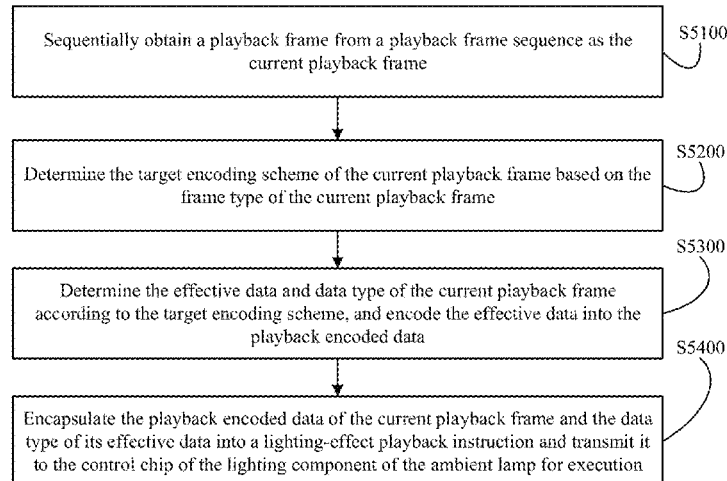 Sequentially obtain a playback frame from a playback frame sequence as the
current playback frame
S5100
Determine the target encoding scheme of the current playback frame based on the
frame type of the current playback frame
S5200
Determine the effective data and data type of the current playback frame
according to the target encoding scheme, and encode the effective data into the
playback encoded data
S5300
Encapsulate the playback encoded data of the current playback frame and the data
type of its effective data into a lighting-effect playback instruction and transmit it
to the control chip of the lighting component of the ambient lamp for execution
S5400